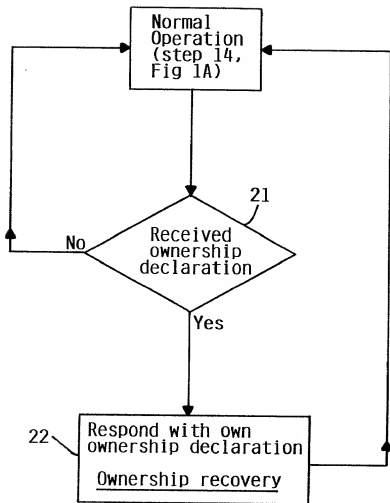 Normal
Operation
(step 14,
Fig 1A)
21
No
Received
ownership
declaration
Yes
22
Respond with own
ownership declaration
Ownership recovery